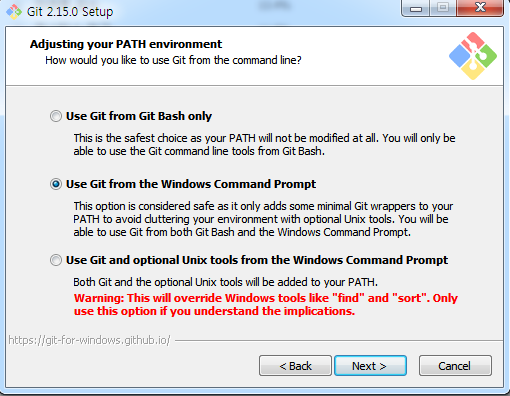 Git 2.15.0 Setup
Adjusting your PATH environment
How would you like to use Git from the command line?
Use Git from Git Bash only
This is the safest choice as your PATH will not be modified at all. You will only be
able to use the Git command line tools from Git Bash.
Use Git from the Windows Command Prompt
This option is considered safe as it only adds some minimal Git wrappers to your
PATH to avoid cluttering your environment with optional Unix tools. You will be
able to use Git from both Git Bash and the Windows Command Prompt.
Use Git and optional Unix tools from the Windows Command Prompt
Both Git and the optional Unix tools will be added to your PATH.
Warning: This will override Windows tools like "find" and "sort". Only
use this option if you understand the implications.
https://git-for-windows.github.io/
< Back Next > Cancel